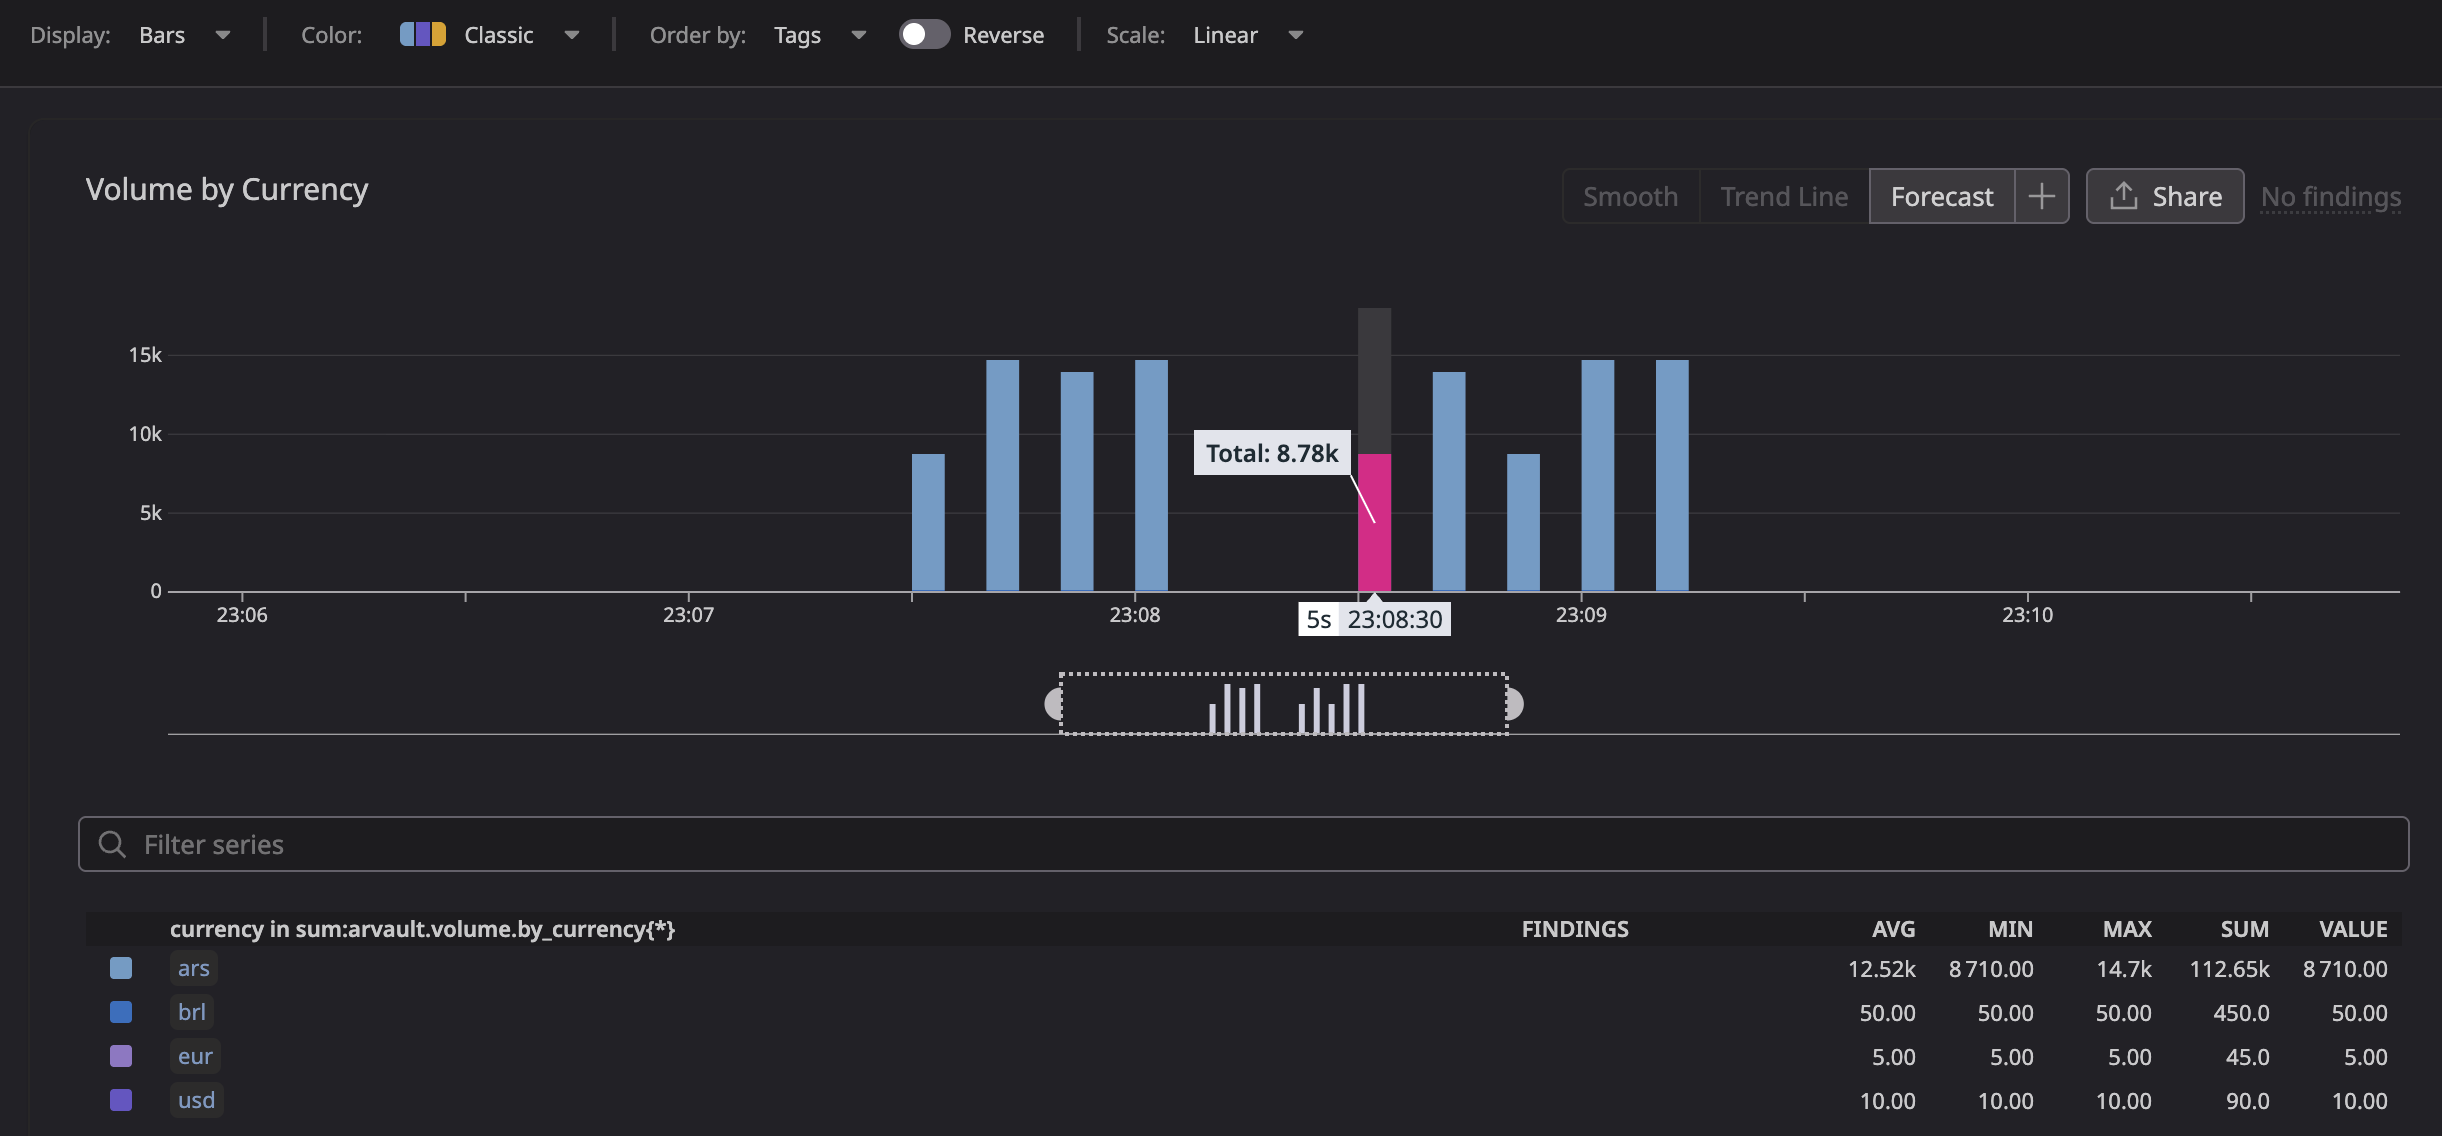 Display: Bars Color: Classic Order by: Tags Reverse Scale: Linear
Volume by Currency
Smooth Trend Line Forecast + Share No findings
15k
10k
5k
0
Total: 8.78k
23:06 23:07 23:08 5s 23:08:30 23:09 23:10
Filter series
currency in sum:arvault.volume.by_currency{*} FINDINGS AVG MIN MAX SUM VALUE
ars 12.52k 8 710.00 14.7k 112.65k 8 710.00
brl 50.00 50.00 50.00 450.0 50.00
eur 5.00 5.00 5.00 45.0 5.00
usd 10.00 10.00 10.00 90.0 10.00